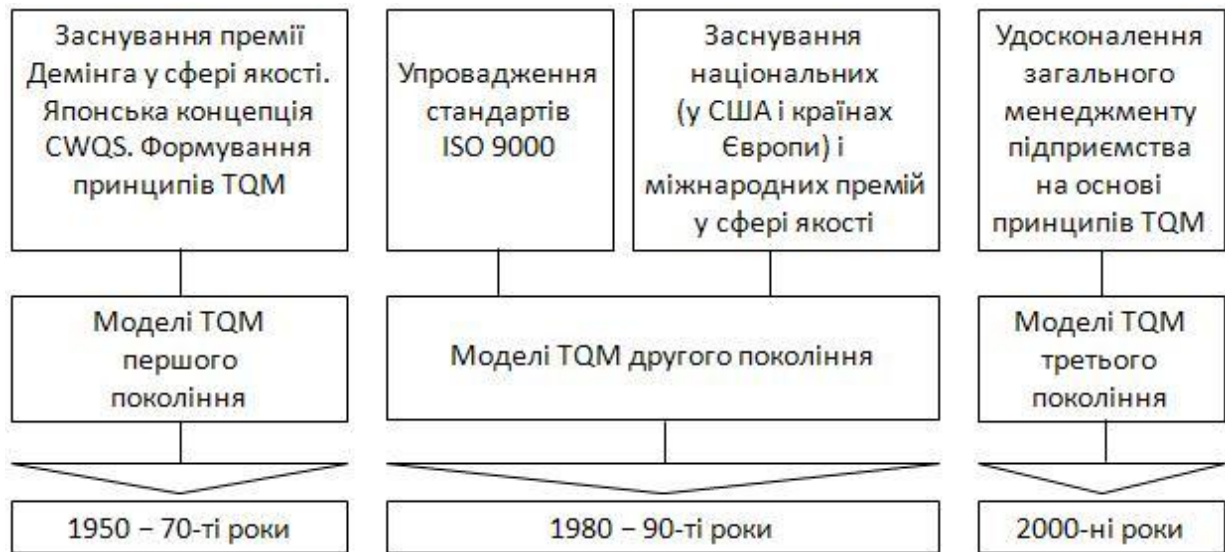 Заснування премії
Демінга у сфері якості.
Японська концепція
CWQS. Формування
принципів TQM
Упровадження
стандартів
ISO 9000
Заснування
національних
(у США і країнах
Європи) і
міжнародних премій
у сфері якості
Удосконалення
загального
менеджменту
підприємства
на основі
принципів TQM
Моделі TQM
першого
покоління
Моделі TQM другого покоління
Моделі TQM
третього
покоління
1950 – 70-ті роки
1980 – 90-ті роки
2000-ні роки